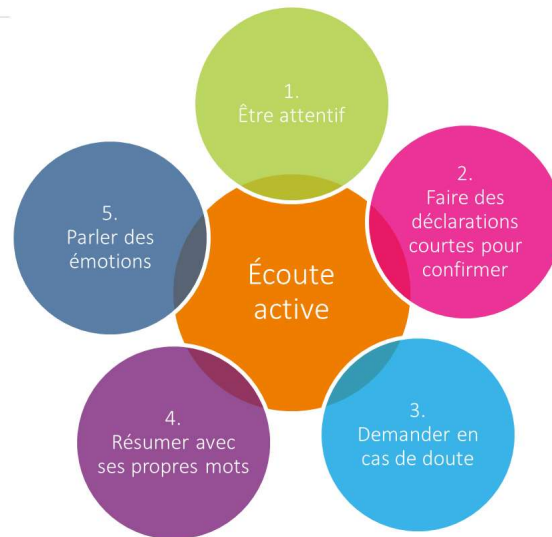 1.
Être attentif
2.
Faire des
déclarations
courtes pour
confirmer
3.
Demander en
cas de doute
4.
Résumer avec
ses propres mots
5.
Parler des
émotions
Écoute
active